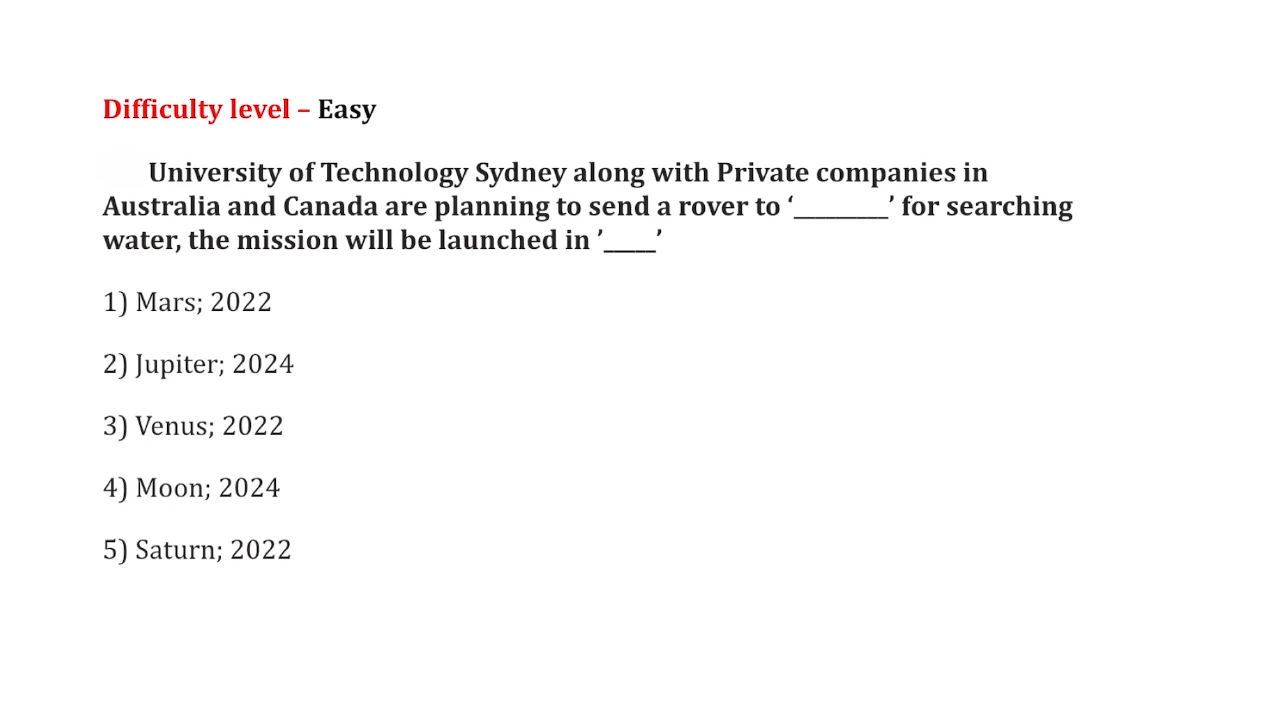 Difficulty level – Easy
University of Technology Sydney along with Private companies in
Australia and Canada are planning to send a rover to ‘_________’ for searching
water, the mission will be launched in ’_____’
1) Mars; 2022
2) Jupiter; 2024
3) Venus; 2022
4) Moon; 2024
5) Saturn; 2022